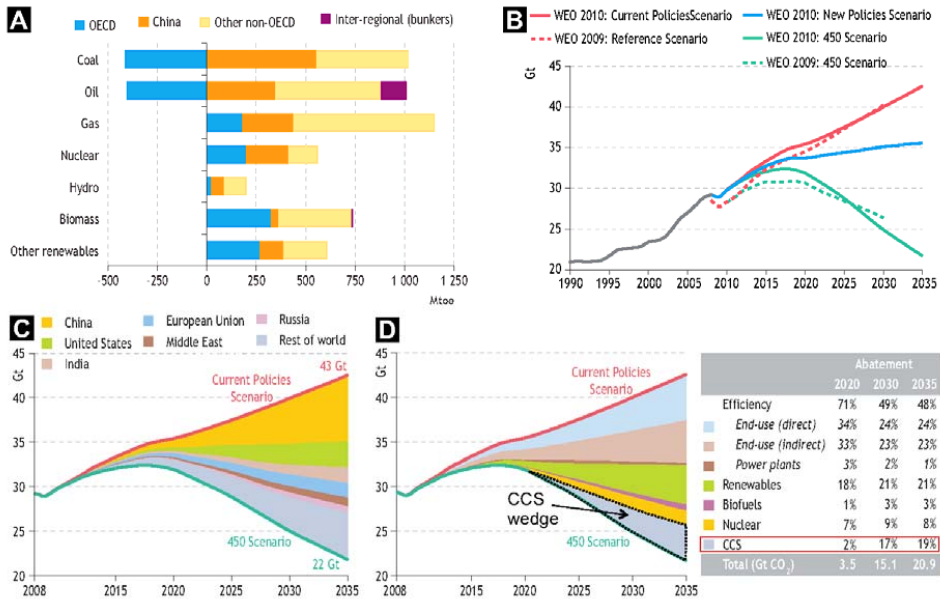 A
OECD China Other non-OECD Inter-regional (bunkers)
Coal
Oil
Gas
Nuclear
Hydro
Biomass
Other renewables
-500 -250 0 250 500 750 1 000 1 250
Mtoe
B
WEO 2010: Current PoliciesScenario WEO 2010: New Policies Scenario
WEO 2009: Reference Scenario WEO 2010: 450 Scenario
WEO 2009: 450 Scenario
Gt
45
40
35
30
25
20
1990 1995 2000 2005 2010 2015 2020 2025 2030 2035
C
China European Union Russia
United States Middle East Rest of world
India
Gt
45
40
35
30
25
20
43 Gt
Current Policies
Scenario
450 Scenario
22 Gt
2008 2015 2020 2025 2030 2035
D
Gt
45
40
35
30
25
20
Current Policies
Scenario
CCS
wedge
450 Scenario
2008 2015 2020 2025 2030 2035
Abatement
2020 2030 2035
Efficiency 71% 49% 48%
End-use (direct) 34% 24% 24%
End-use (indirect) 33% 23% 23%
Power plants 3% 2% 1%
Renewables 18% 21% 21%
Biofuels 1% 3% 3%
Nuclear 7% 9% 8%
CCS 2% 17% 19%
Total (Gt CO₂) 3.5 15.1 20.9